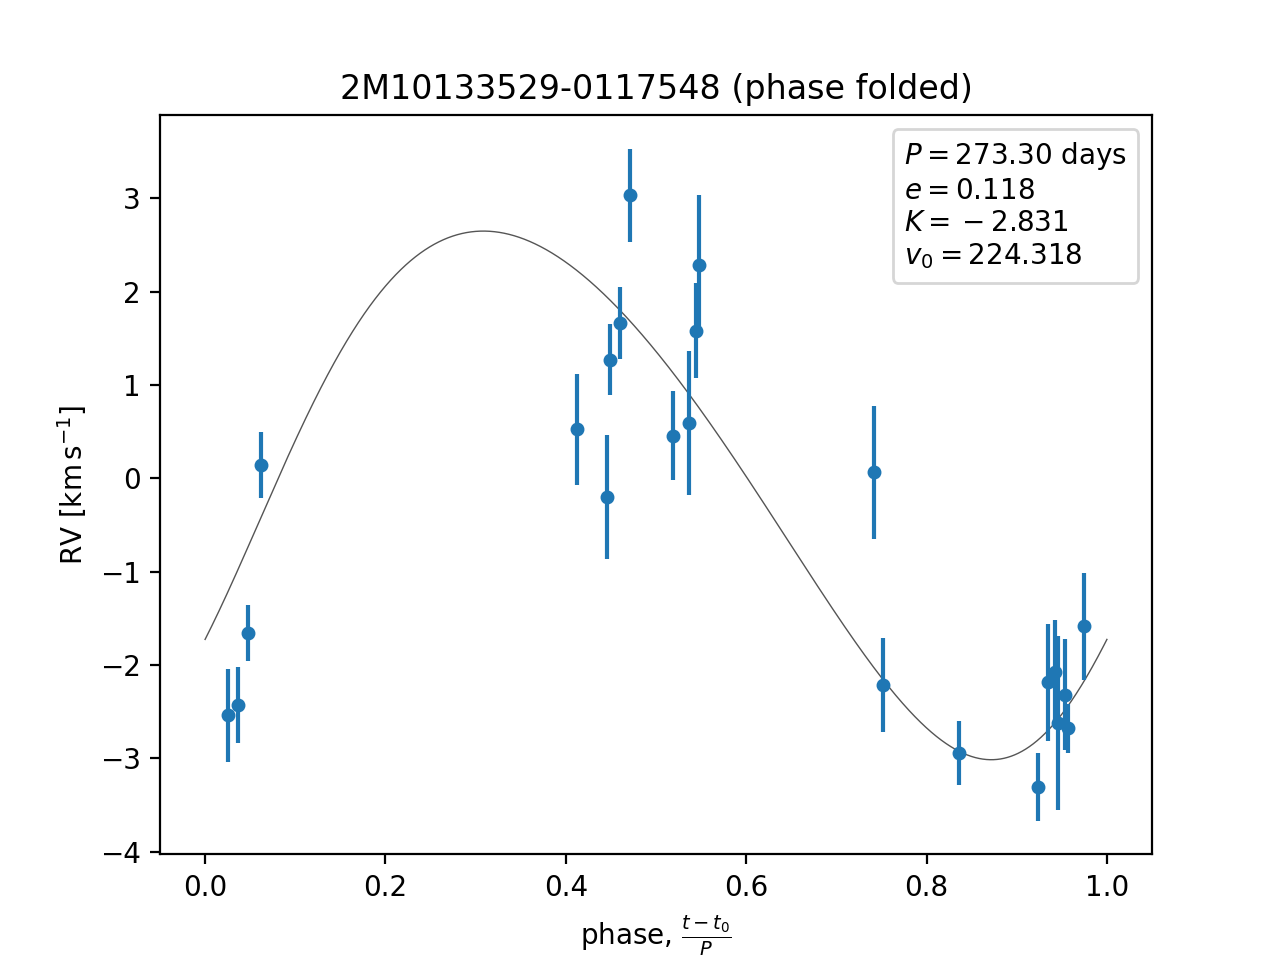 2M10133529-0117548 (phase folded)
P = 273.30 days
e = 0.118
K = −2.831
v₀ = 224.318
3
2
1
0
−1
−2
−3
−4
RV [km s⁻¹]
0.0 0.2 0.4 0.6 0.8 1.0
phase, (t − t₀)/P